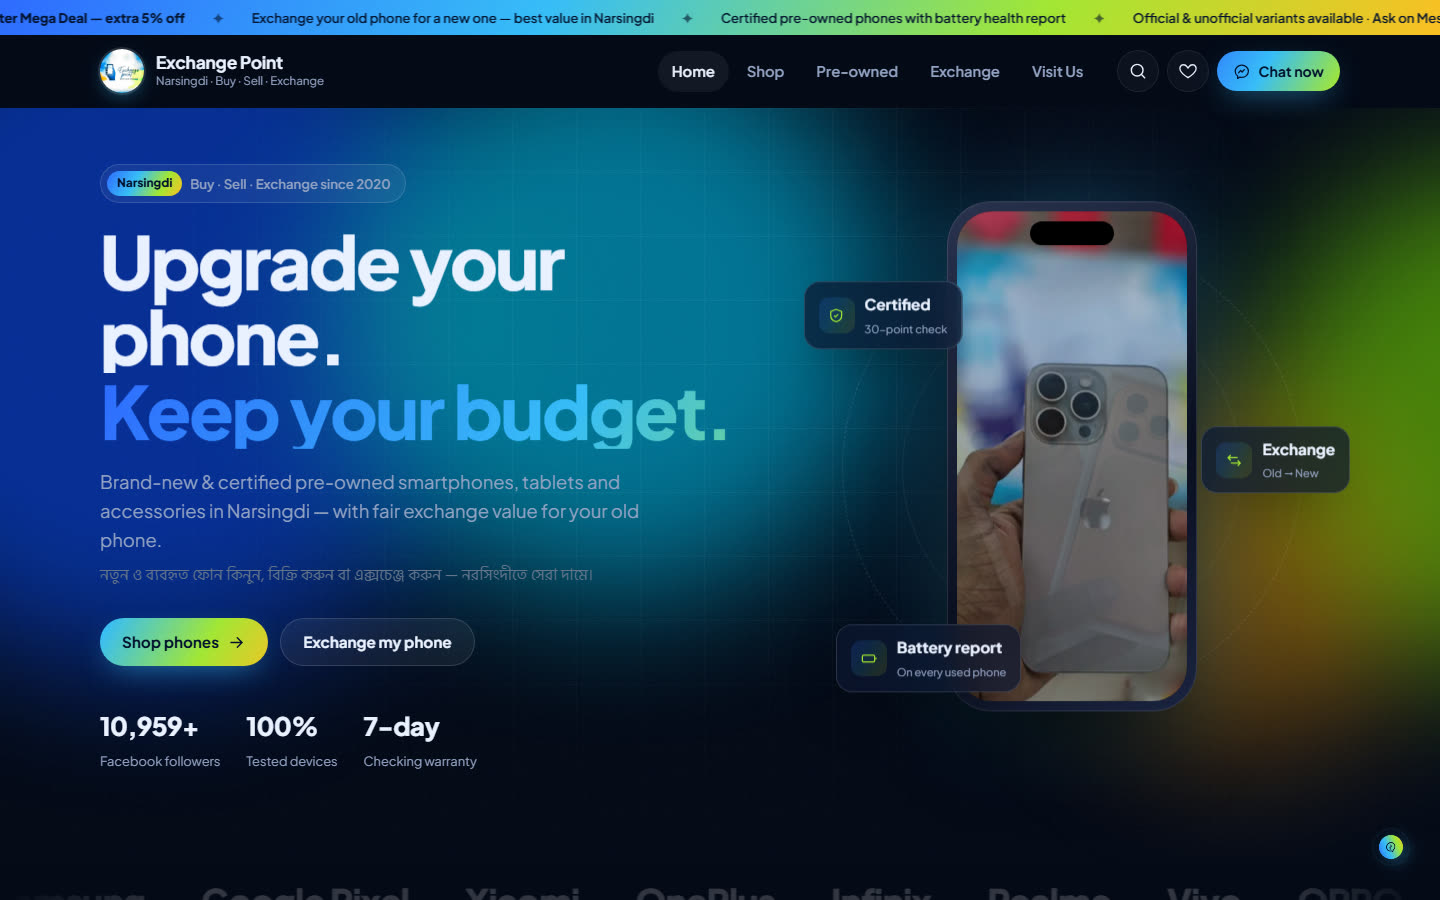 ter Mega Deal — extra 5% off ✦ Exchange your old phone for a new one — best value in Narsingdi ✦ Certified pre-owned phones with battery health report ✦ Official & unofficial variants available · Ask on Mes
Exchange Point
Narsingdi · Buy · Sell · Exchange
Home Shop Pre-owned Exchange Visit Us Chat now
Narsingdi Buy · Sell · Exchange since 2020
Upgrade your
phone.
Keep your budget.
Brand-new & certified pre-owned smartphones, tablets and
accessories in Narsingdi — with fair exchange value for your old
phone.
নতুন ও ব্যবহৃত ফোন কিনুন, বিক্রি করুন বা এক্সচেঞ্জ করুন — নরসিংদীতে সেরা দামে।
Shop phones → Exchange my phone
10,959+ 100% 7-day
Facebook followers Tested devices Checking warranty
Certified
30-point check
Exchange
Old → New
Battery report
On every used phone
Samsung Google Pixel Xiaomi OnePlus Infinix Realme Vivo OPPO